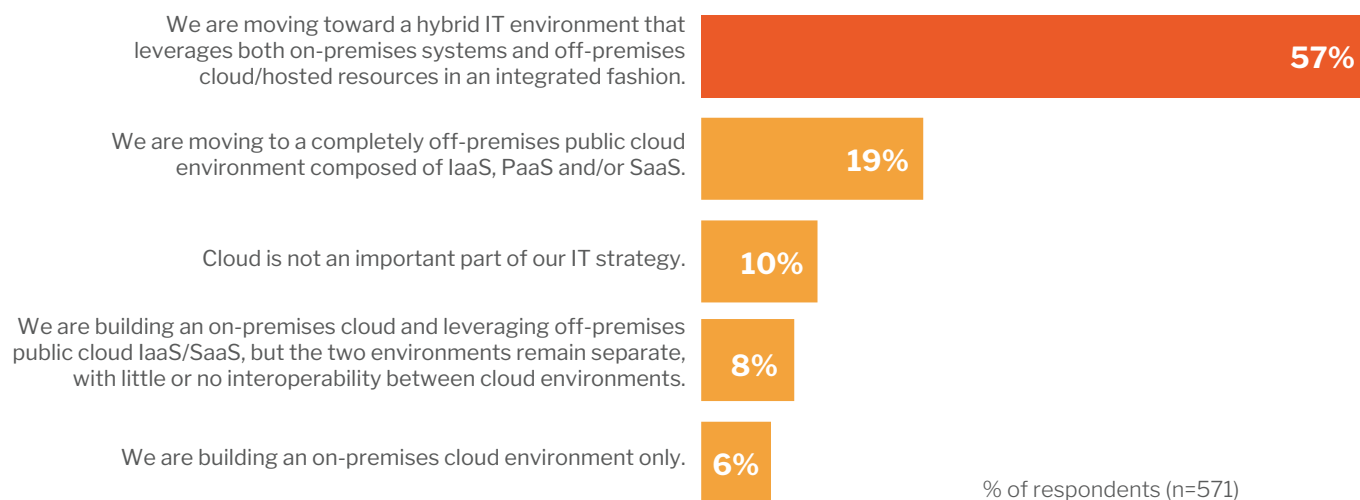 We are moving toward a hybrid IT environment that
leverages both on-premises systems and off-premises
cloud/hosted resources in an integrated fashion.
57%
We are moving to a completely off-premises public cloud
environment composed of IaaS, PaaS and/or SaaS.
19%
Cloud is not an important part of our IT strategy.
10%
We are building an on-premises cloud and leveraging off-premises
public cloud IaaS/SaaS, but the two environments remain separate,
with little or no interoperability between cloud environments.
8%
We are building an on-premises cloud environment only.
6%
% of respondents (n=571)